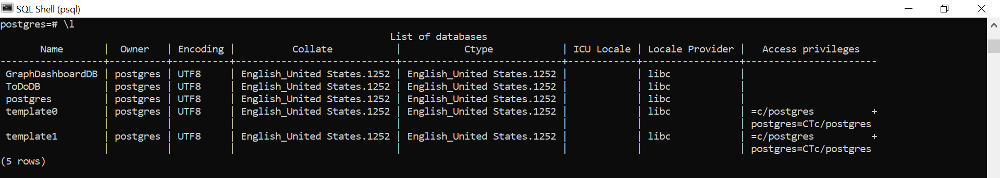 SQL Shell (psql)
postgres=# \l
                                                                    List of databases
       Name       |  Owner   | Encoding |          Collate           |           Ctype            | ICU Locale | Locale Provider |   Access privileges
------------------+----------+----------+----------------------------+----------------------------+------------+-----------------+-----------------------
 GraphDashboardDB | postgres | UTF8     | English_United States.1252 | English_United States.1252 |            | libc            |
 ToDoDB           | postgres | UTF8     | English_United States.1252 | English_United States.1252 |            | libc            |
 postgres         | postgres | UTF8     | English_United States.1252 | English_United States.1252 |            | libc            |
 template0        | postgres | UTF8     | English_United States.1252 | English_United States.1252 |            | libc            | =c/postgres          +
                  |          |          |                            |                            |            |                 | postgres=CTc/postgres
 template1        | postgres | UTF8     | English_United States.1252 | English_United States.1252 |            | libc            | =c/postgres          +
                  |          |          |                            |                            |            |                 | postgres=CTc/postgres
(5 rows)